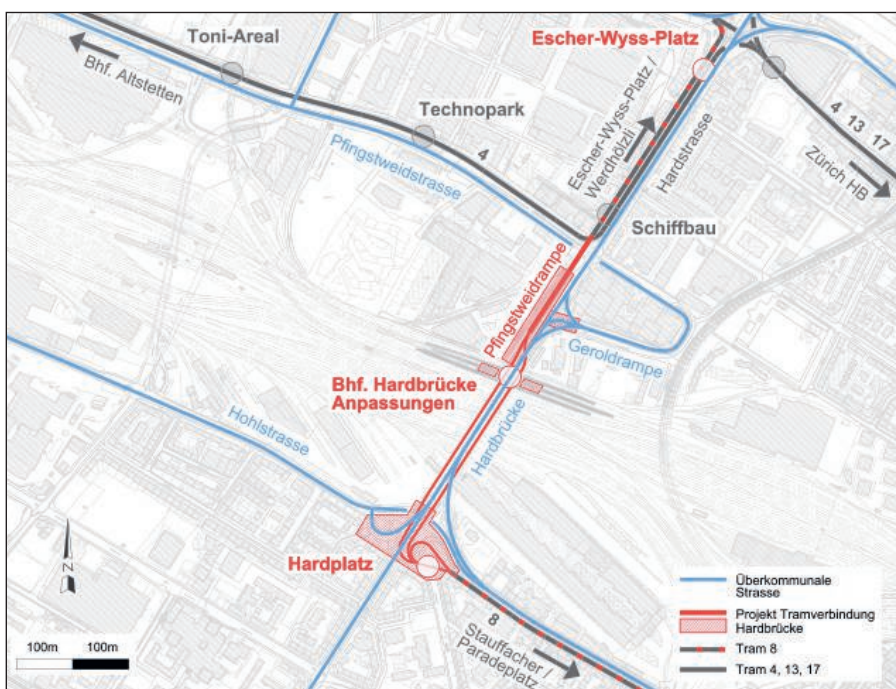 Toni-Areal
Bhf. Altstetten
Escher-Wyss-Platz
Technopark
4
Pfingstweidstrasse
Escher-Wyss-Platz /
Werdhölzli
Hardstrasse
4 13 17
Zürich HB
Schiffbau
Pfingstweidrampe
Geroldrampe
Bhf. Hardbrücke
Anpassungen
Hohlstrasse
Hardbrücke
Hardplatz
N
8
Stauffacher /
Paradeplatz
100m 100m
Überkommunale
Strasse
Projekt Tramverbindung
Hardbrücke
Tram 8
Tram 4, 13, 17